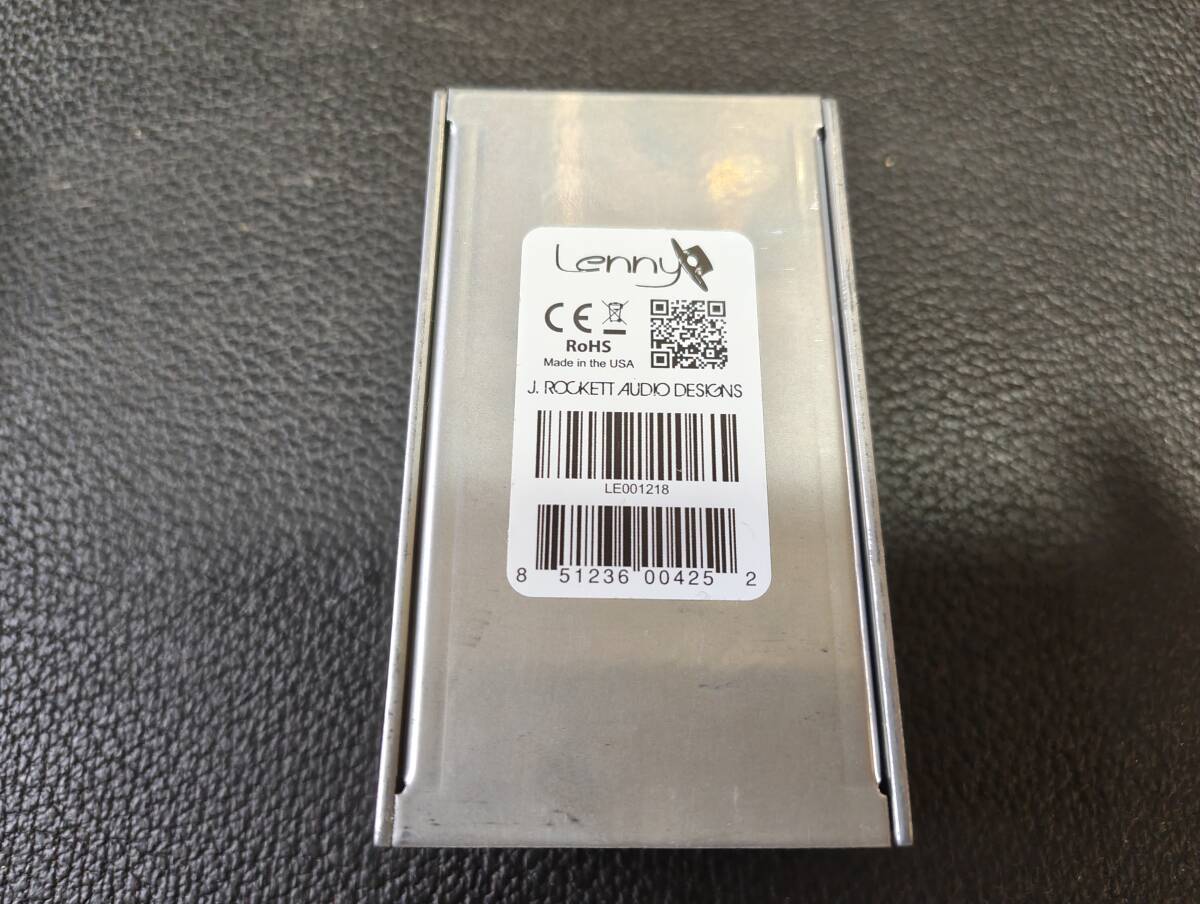 Lenny
CE
RoHS
Made in the USA
J. ROCKETT AUDIO DESIGNS
LE001218
8 51236 00425 2